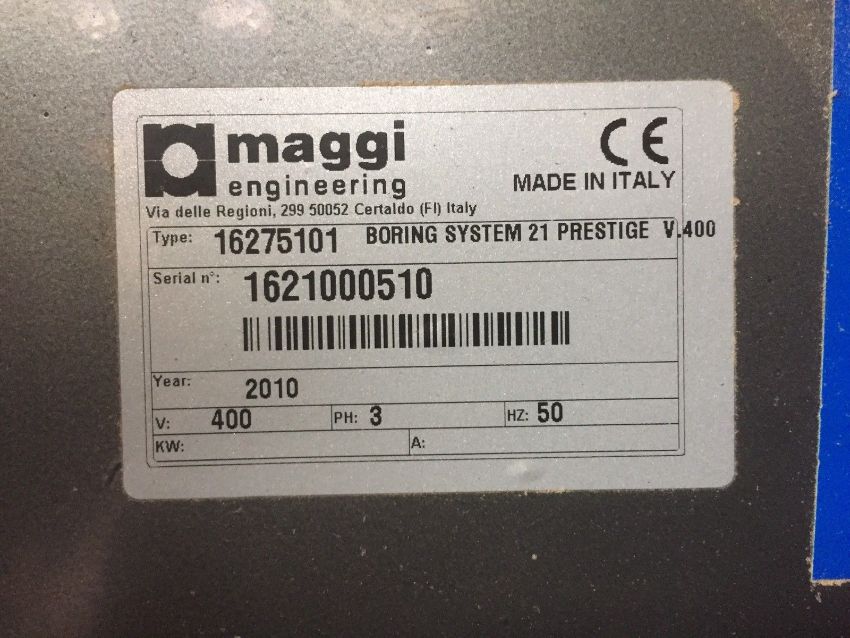 maggi
engineering
CE
MADE IN ITALY
Via delle Regioni, 299 50052 Certaldo (FI) Italy
Type: 16275101 BORING SYSTEM 21 PRESTIGE V.400
Serial n°: 1621000510
Year: 2010
V: 400 PH: 3 HZ: 50
KW: A: